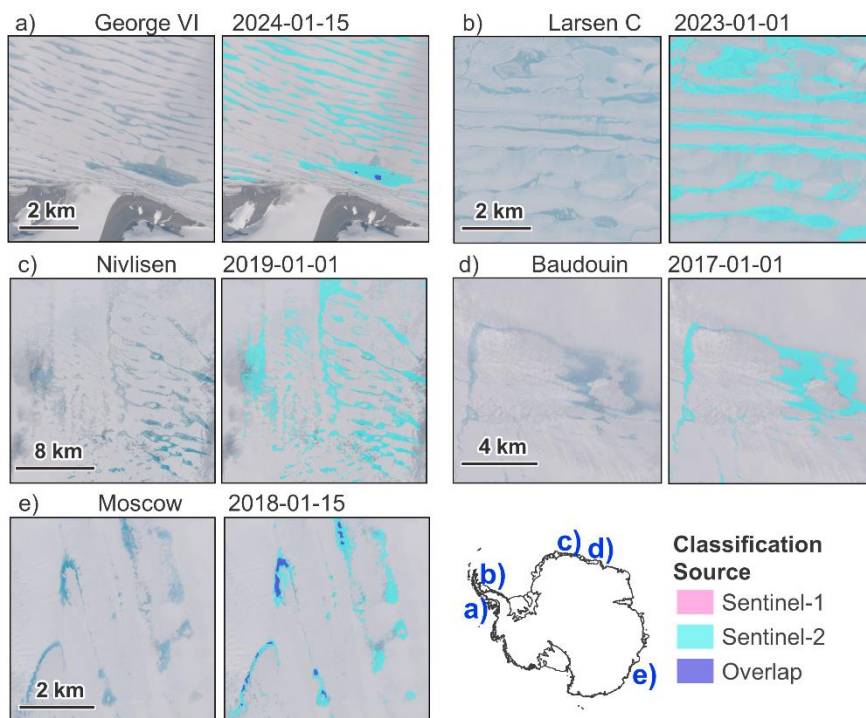 a) George VI 2024-01-15
2 km
b) Larsen C 2023-01-01
2 km
c) Nivlisen 2019-01-01
8 km
d) Baudouin 2017-01-01
4 km
e) Moscow 2018-01-15
2 km
c) d)
b)
a)
e)
Classification
Source
Sentinel-1
Sentinel-2
Overlap